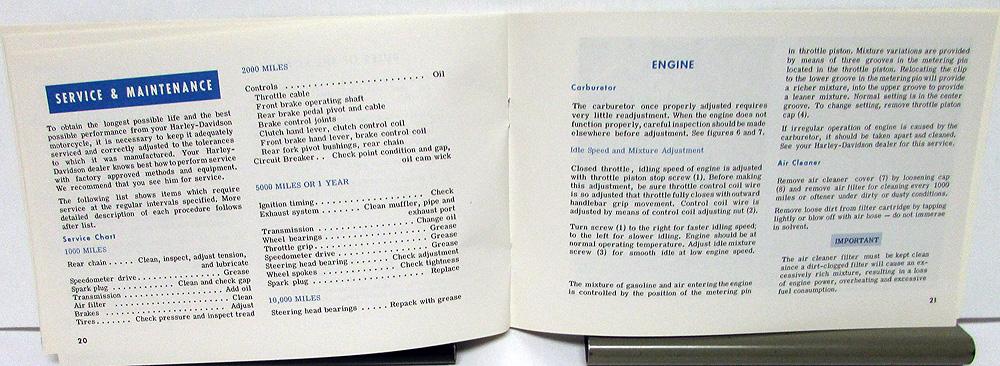 SERVICE & MAINTENANCE
To obtain the longest possible life and the best
possible performance from your Harley-Davidson
motorcycle, it is necessary to keep it adequately
serviced and correctly adjusted to the tolerances
to which it was manufactured. Your Harley-
Davidson dealer knows best how to perform service
with factory approved methods and equipment.
We recommend that you see him for service.
The following list shows items which require
service at the regular intervals specified. More
detailed description of each procedure follows
after list.
Service Chart
1000 MILES
Rear chain ..... Clean, inspect, adjust tension,
and lubricate
Speedometer drive .......... Grease
Spark plug .......... Clean and check gap
Transmission .......... Add oil
Air filter .......... Clean
Brakes .......... Adjust
Tires ....... Check pressure and inspect tread
20
2000 MILES
Controls .......... Oil
Throttle cable
Front brake operating shaft
Rear brake pedal pivot and cable
Brake control joints
Clutch hand lever, clutch control coil
Front brake hand lever, brake control coil
Rear fork pivot bushings, rear chain
Circuit Breaker .. Check point condition and gap,
oil cam wick
5000 MILES OR 1 YEAR
Ignition timing .......... Check
Exhaust system .......... Clean muffler, pipe and
exhaust port
Transmission .......... Change oil
Wheel bearings .......... Grease
Throttle grip .......... Grease
Speedometer drive .......... Grease
Steering head bearing .......... Check adjustment
Wheel spokes .......... Check tightness
Spark plug .......... Replace
10,000 MILES
Steering head bearings ........ Repack with grease
ENGINE
Carburetor
The carburetor once properly adjusted requires
very little readjustment. When the engine does not
function properly, careful inspection should be made
elsewhere before adjustment. See figures 6 and 7.
Idle Speed and Mixture Adjustment
Closed throttle, idling speed of engine is adjusted
with throttle piston stop screw (1). Before making
this adjustment, be sure throttle control coil wire
is so adjusted that throttle fully closes with outward
handlebar grip movement. Control coil wire is
adjusted by means of control coil adjusting nut (2).
Turn screw (1) to the right for faster idling speed;
to the left for slower idling. Engine should be at
normal operating temperature. Adjust idle mixture
screw (3) for smooth idle at low engine speed.
The mixture of gasoline and air entering the engine
is controlled by the position of the metering pin
in throttle piston. Mixture variations are provided
by means of three grooves in the metering pin
located in the throttle piston. Relocating the clip
to the lower groove in the metering pin will provide
a richer mixture, into the upper groove to provide
a leaner mixture. Normal setting is in the center
groove. To change setting, remove throttle piston
cap (4).
If irregular operation of engine is caused by the
carburetor, it should be taken apart and cleaned.
See your Harley-Davidson dealer for this service.
Air Cleaner
Remove air cleaner cover (7) by loosening cap
(8) and remove air filter for cleaning every 1000
miles or oftener under dirty or dusty conditions.
Remove loose dirt from filter cartridge by tapping
lightly or blow off with air hose — do not immerse
in solvent.
IMPORTANT
The air cleaner filter must be kept clean
since a dirt-clogged filter will cause an ex-
cessively rich mixture, resulting in a loss
of engine power, overheating and excessive
fuel consumption.
21